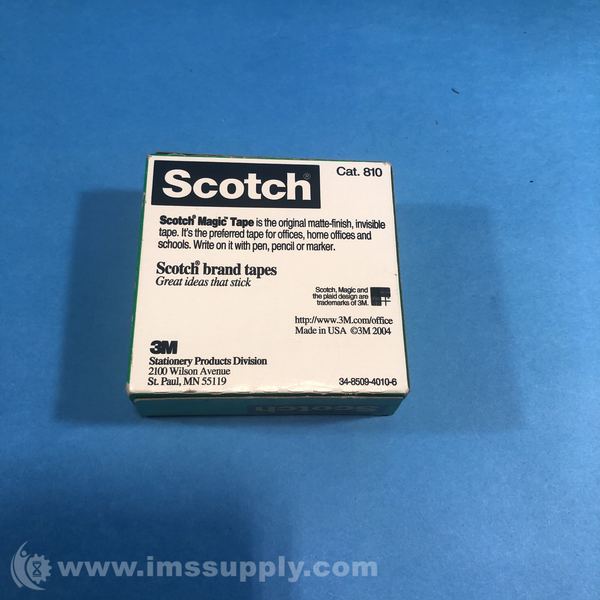 Scotch®
Cat. 810
Scotch® Magic™ Tape is the original matte-finish, invisible
tape. It's the preferred tape for offices, home offices and
schools. Write on it with pen, pencil or marker.
Scotch® brand tapes
Great ideas that stick
Scotch, Magic and
the plaid design are
trademarks of 3M.
http://www.3M.com/office
Made in USA ©3M 2004
3M
Stationery Products Division
2100 Wilson Avenue
St. Paul, MN 55119
34-8509-4010-6
Scotch
www.imssupply.com